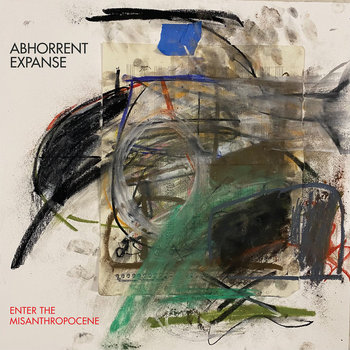 ABHORRENT
EXPANSE
ENTER THE
MISANTHROPOCENE